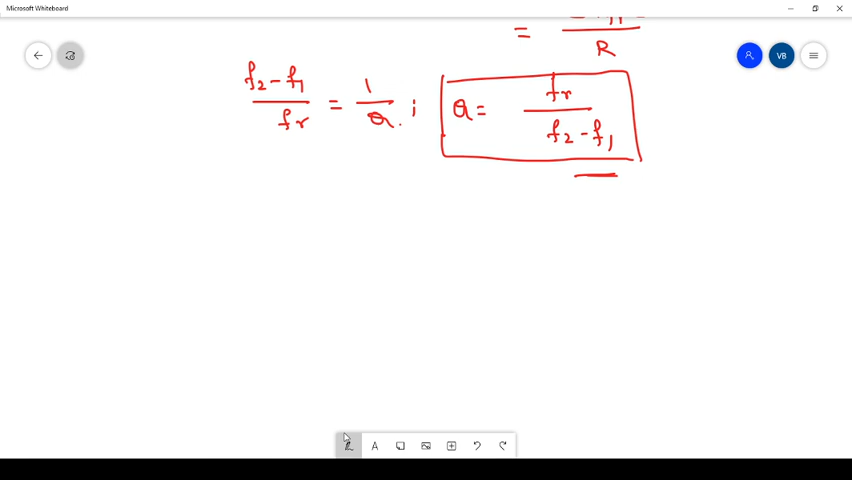 Microsoft Whiteboard
= / R
(f₂ - f₁) / fr = 1 / Q ; Q = fr / (f₂ - f₁)
VB
A